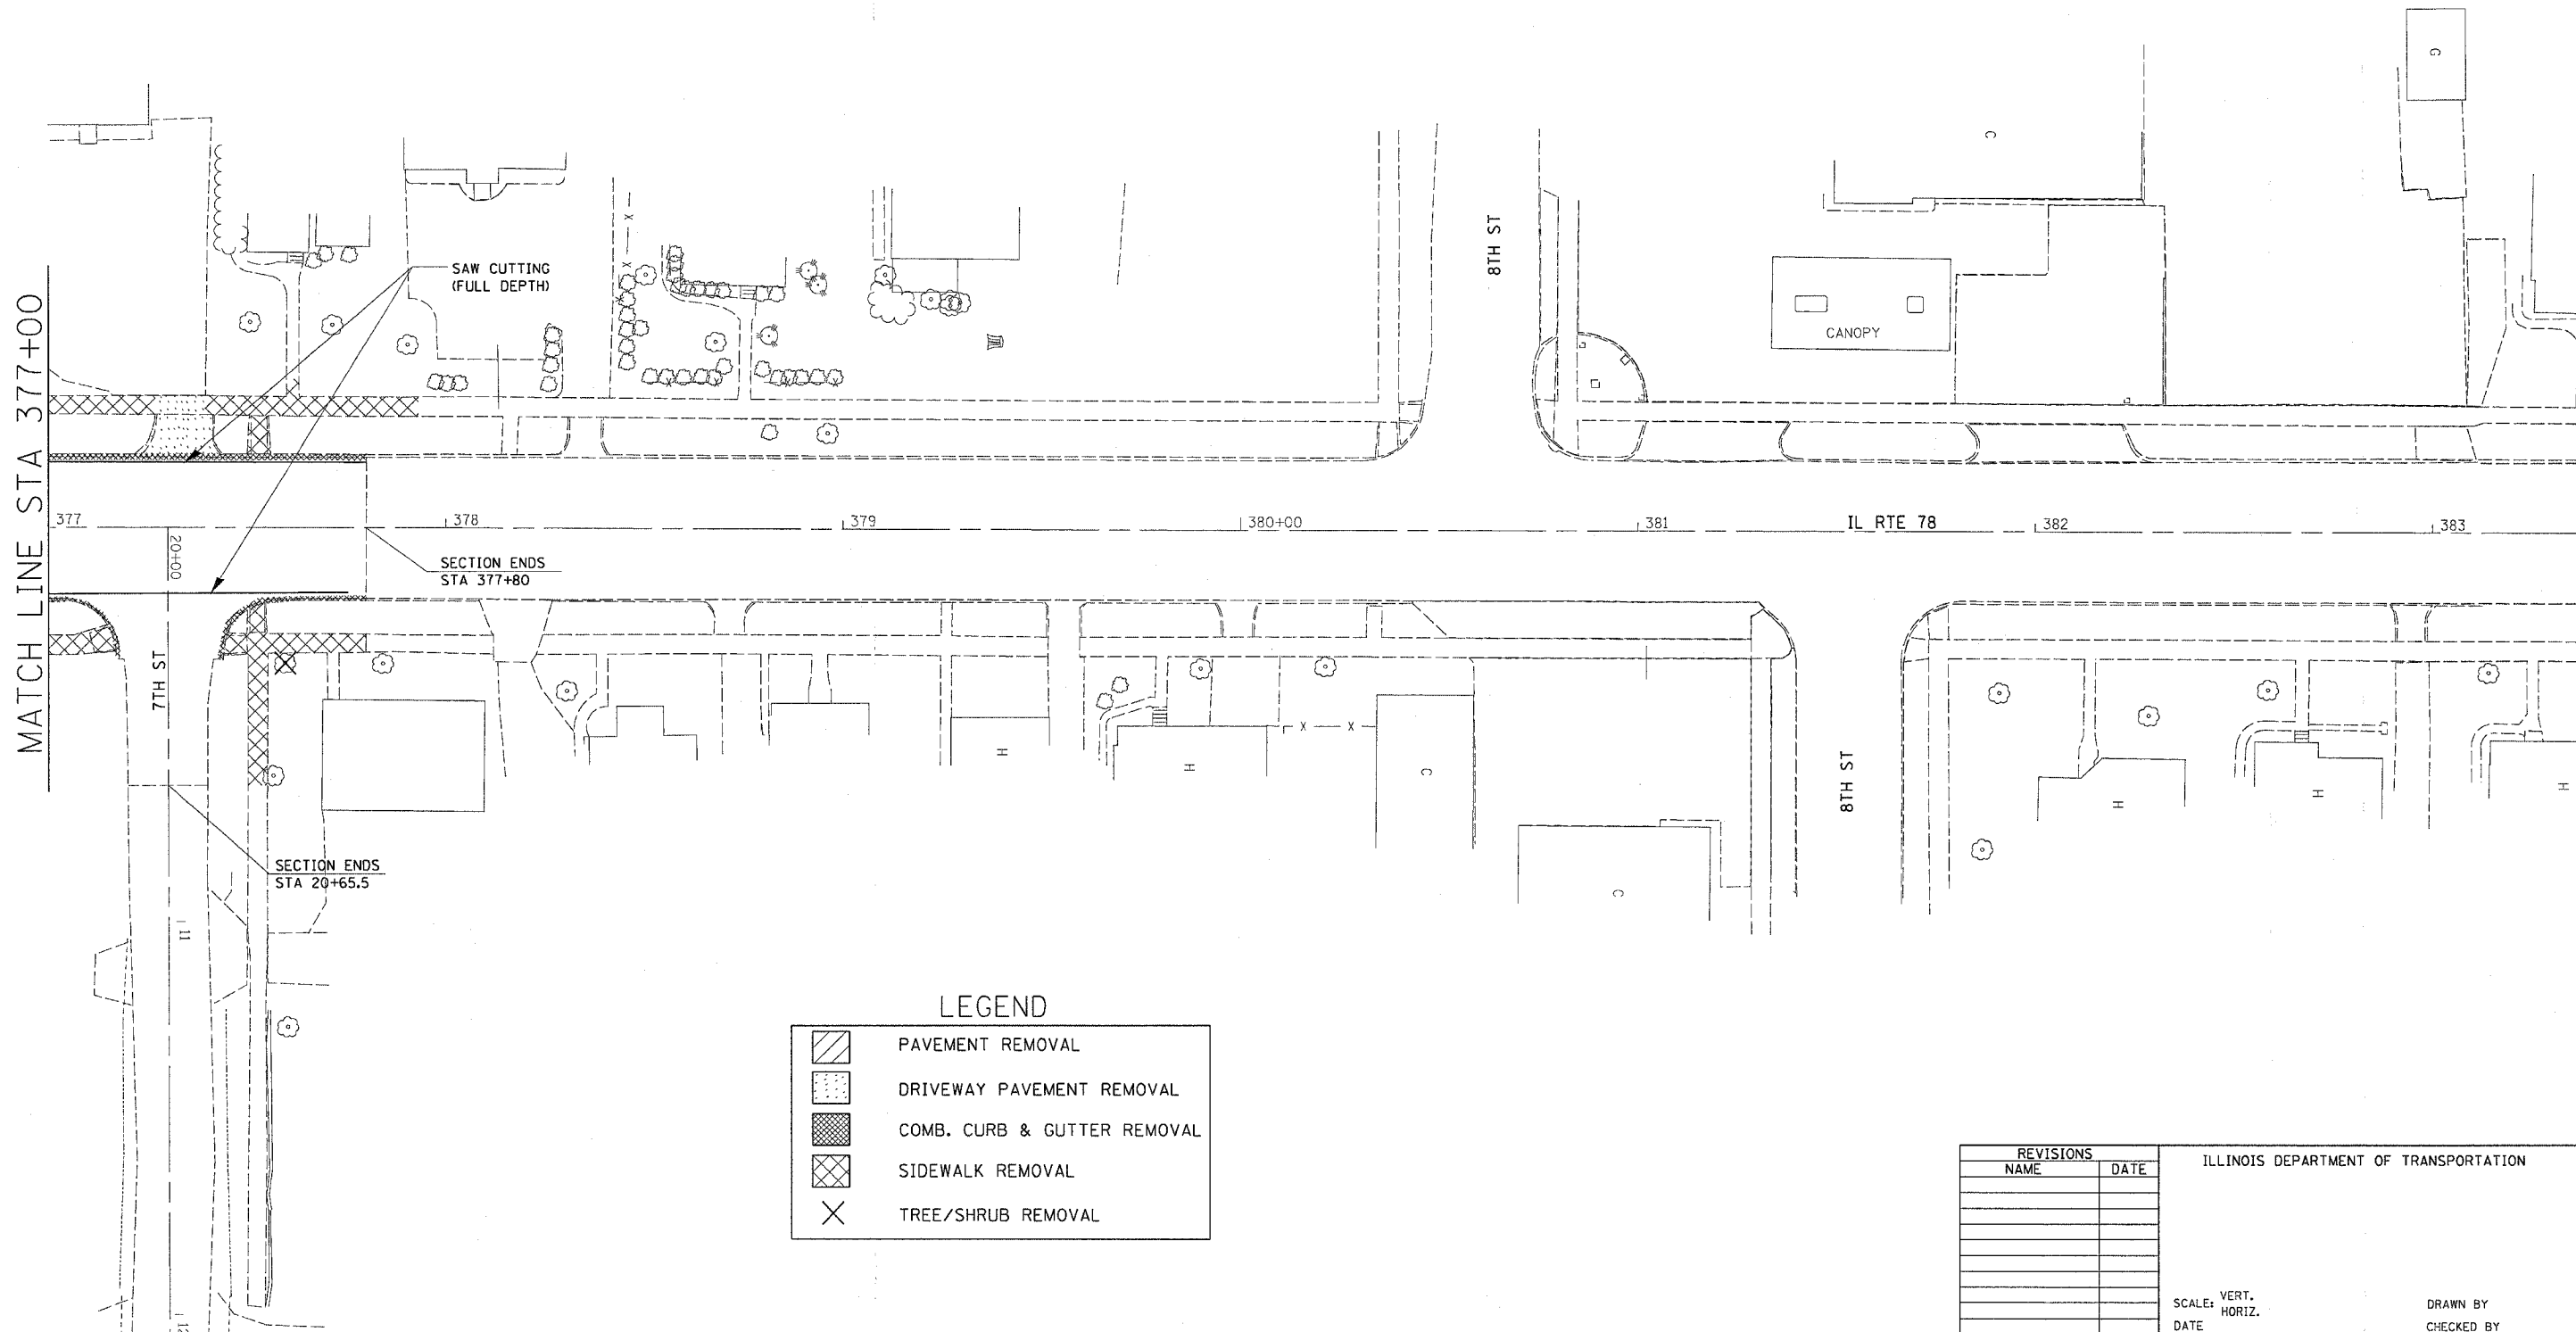 G
C
8TH ST
SAW CUTTING
(FULL DEPTH)
CANOPY
MATCH LINE STA 377+00
377
378
379
380+00
381
IL RTE 78
382
383
20+00
SECTION ENDS
STA 377+80
7TH ST
X
X
X
X
H
H
C
8TH ST
H
H
H
C
SECTION ENDS
STA 20+65.5
11
12
LEGEND
PAVEMENT REMOVAL
DRIVEWAY PAVEMENT REMOVAL
COMB. CURB & GUTTER REMOVAL
SIDEWALK REMOVAL
TREE/SHRUB REMOVAL
REVISIONS
NAME DATE
ILLINOIS DEPARTMENT OF TRANSPORTATION
SCALE: VERT.
HORIZ.
DATE
DRAWN BY
CHECKED BY